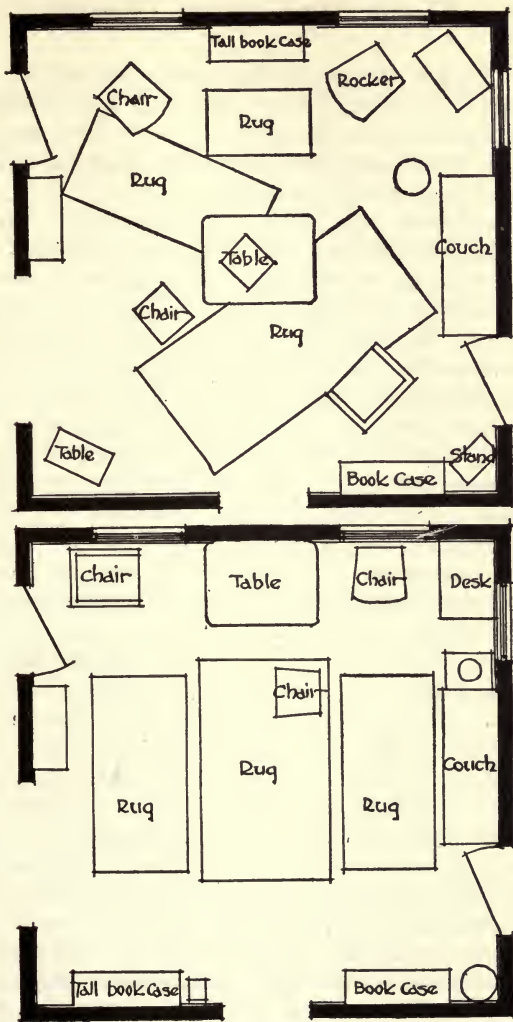 Tall book Case
Chair
Rocker
Rug
Rug
Table
Couch
Chair
Rug
Table
Stand
Book Case
Chair
Table
Chair
Desk
Chair
Rug
Couch
Rug
Rug
Tall book Case
Book Case